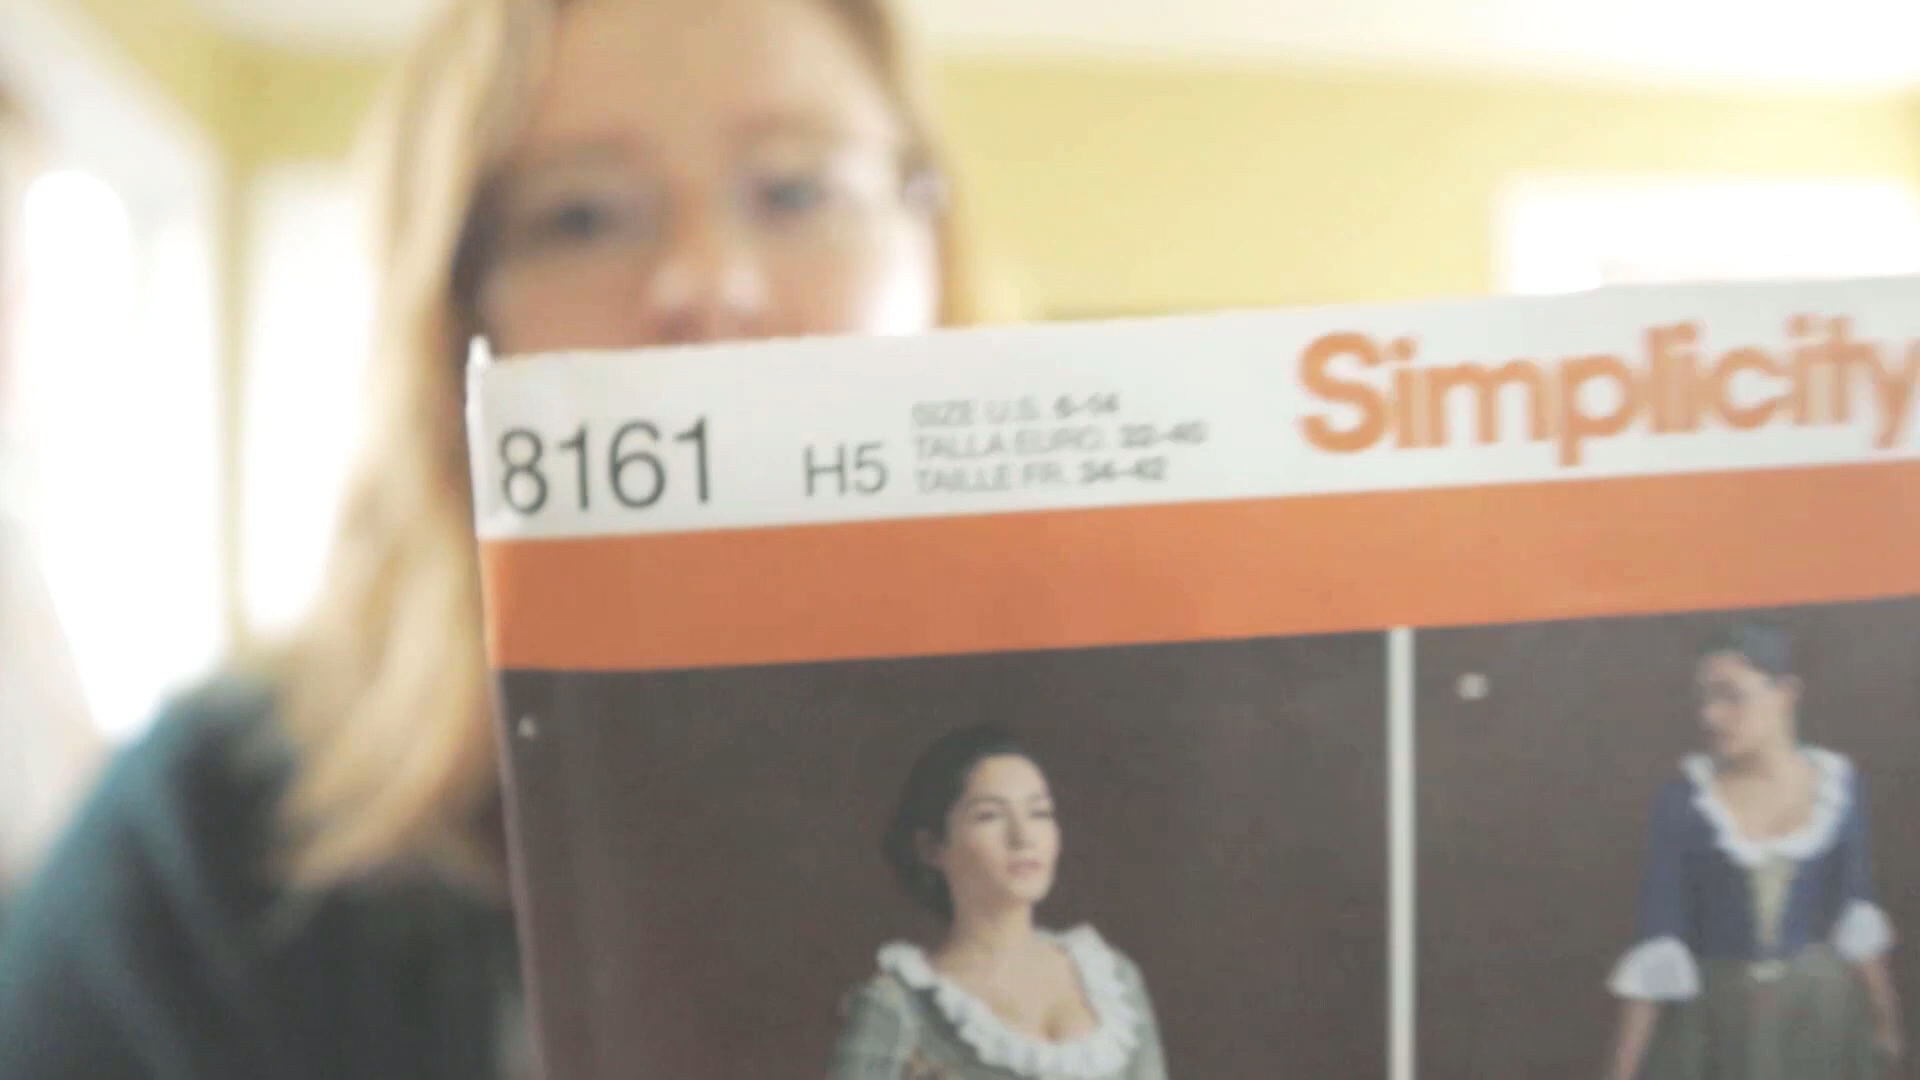 8161
H5
SIZE U.S. 6-14
TALLA EURO. 32-40
TAILLE FR. 34-42
Simplicity
A